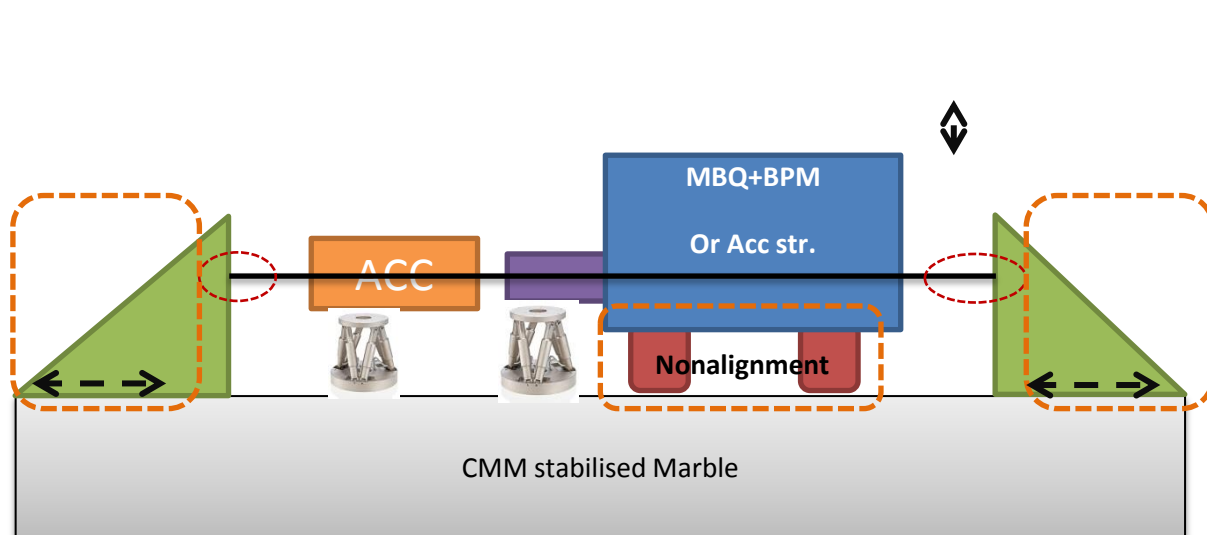 MBQ+BPM
Or Acc str.
ACC
Nonalignment
CMM stabilised Marble